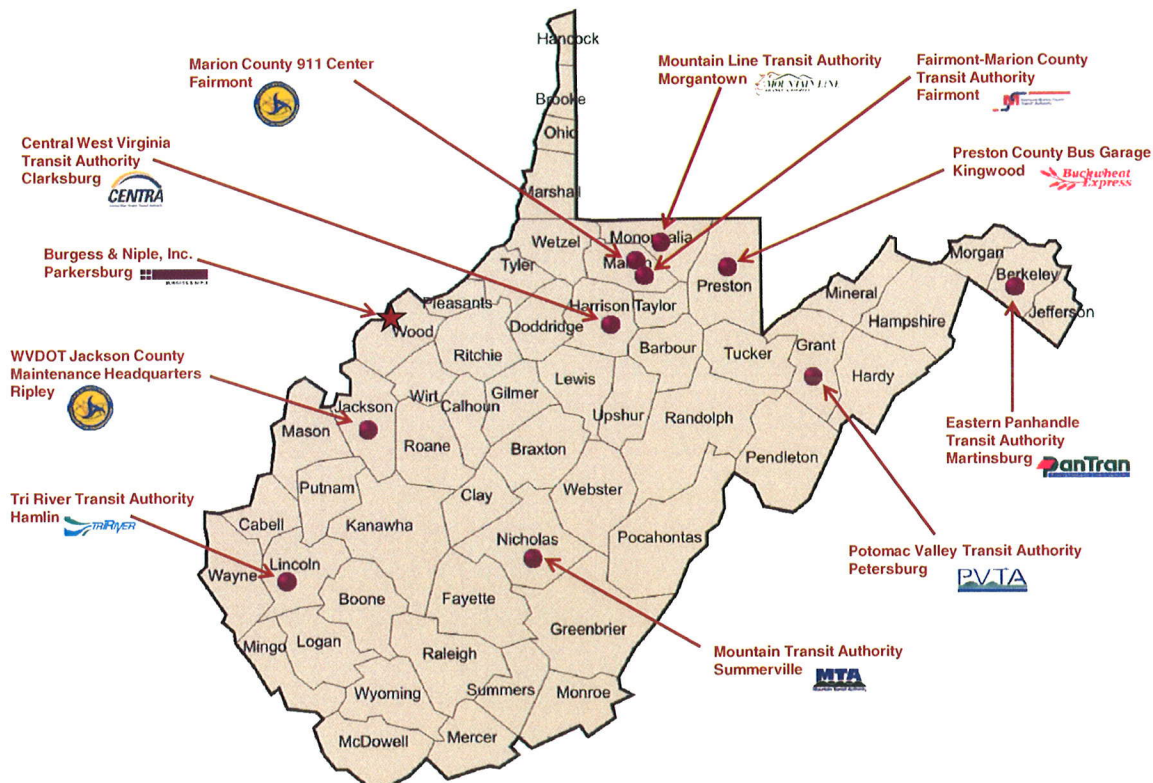 Marion County 911 Center
Fairmont
Mountain Line Transit Authority
Morgantown
MOUNTAIN LINE
Fairmont-Marion County
Transit Authority
Fairmont
M
Central West Virginia
Transit Authority
Clarksburg
CENTRA
Preston County Bus Garage
Kingwood
Buckwheat
Express
Burgess & Niple, Inc.
Parkersburg
WVDOT Jackson County
Maintenance Headquarters
Ripley
Tri River Transit Authority
Hamlin
TRIRIVER
Eastern Panhandle
Transit Authority
Martinsburg
PanTran
Potomac Valley Transit Authority
Petersburg
PVTA
Mountain Transit Authority
Summerville
MTA
Hancock
Brooke
Ohio
Marshall
Wetzel
Monongalia
Marion
Preston
Morgan
Berkeley
Jefferson
Tyler
Pleasants
Harrison
Taylor
Mineral
Hampshire
Wood
Doddridge
Ritchie
Barbour
Tucker
Grant
Hardy
Wirt
Calhoun
Gilmer
Lewis
Upshur
Randolph
Jackson
Mason
Roane
Braxton
Pendleton
Putnam
Clay
Webster
Cabell
Kanawha
Nicholas
Pocahontas
Wayne
Lincoln
Boone
Fayette
Greenbrier
Mingo
Logan
Raleigh
Wyoming
Summers
Monroe
McDowell
Mercer